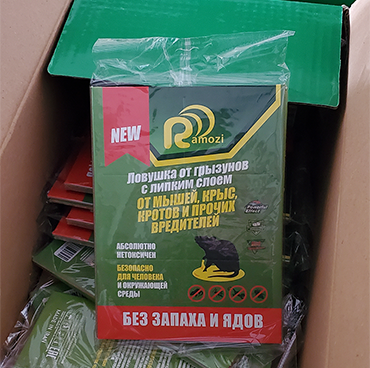 NEW
Ramozi
Ловушка от грызунов
с липким слоем
ОТ МЫШЕЙ, КРЫС,
КРОТОВ И ПРОЧИХ
ВРЕДИТЕЛЕЙ
АБСОЛЮТНО
НЕТОКСИЧЕН
БЕЗОПАСНО
ДЛЯ ЧЕЛОВЕКА
И ОКРУЖАЮЩЕЙ
СРЕДЫ
БЕЗ ЗАПАХА И ЯДОВ